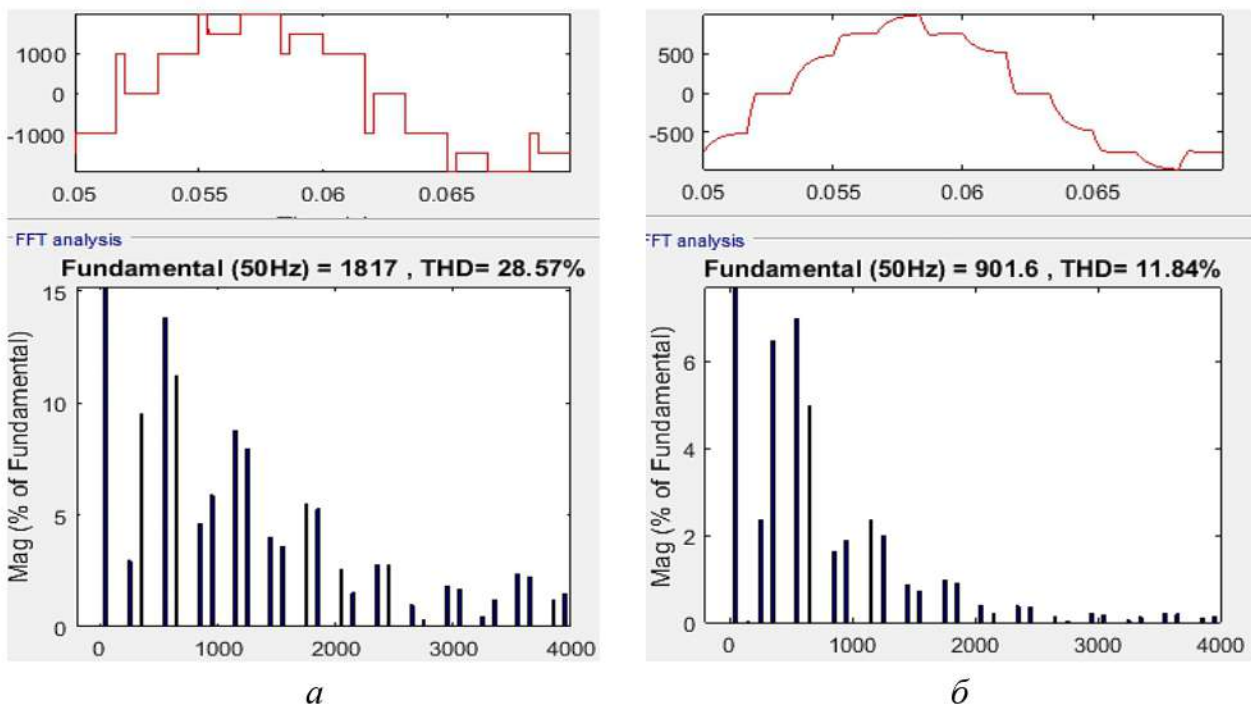 1000
0
-1000
0.05 0.055 0.06 0.065
FFT analysis
Fundamental (50Hz) = 1817 , THD= 28.57%
Mag (% of Fundamental)
15
10
5
0
0 1000 2000 3000 4000
а
500
0
-500
0.05 0.055 0.06 0.065
FFT analysis
Fundamental (50Hz) = 901.6 , THD= 11.84%
Mag (% of Fundamental)
6
4
2
0
0 1000 2000 3000 4000
б